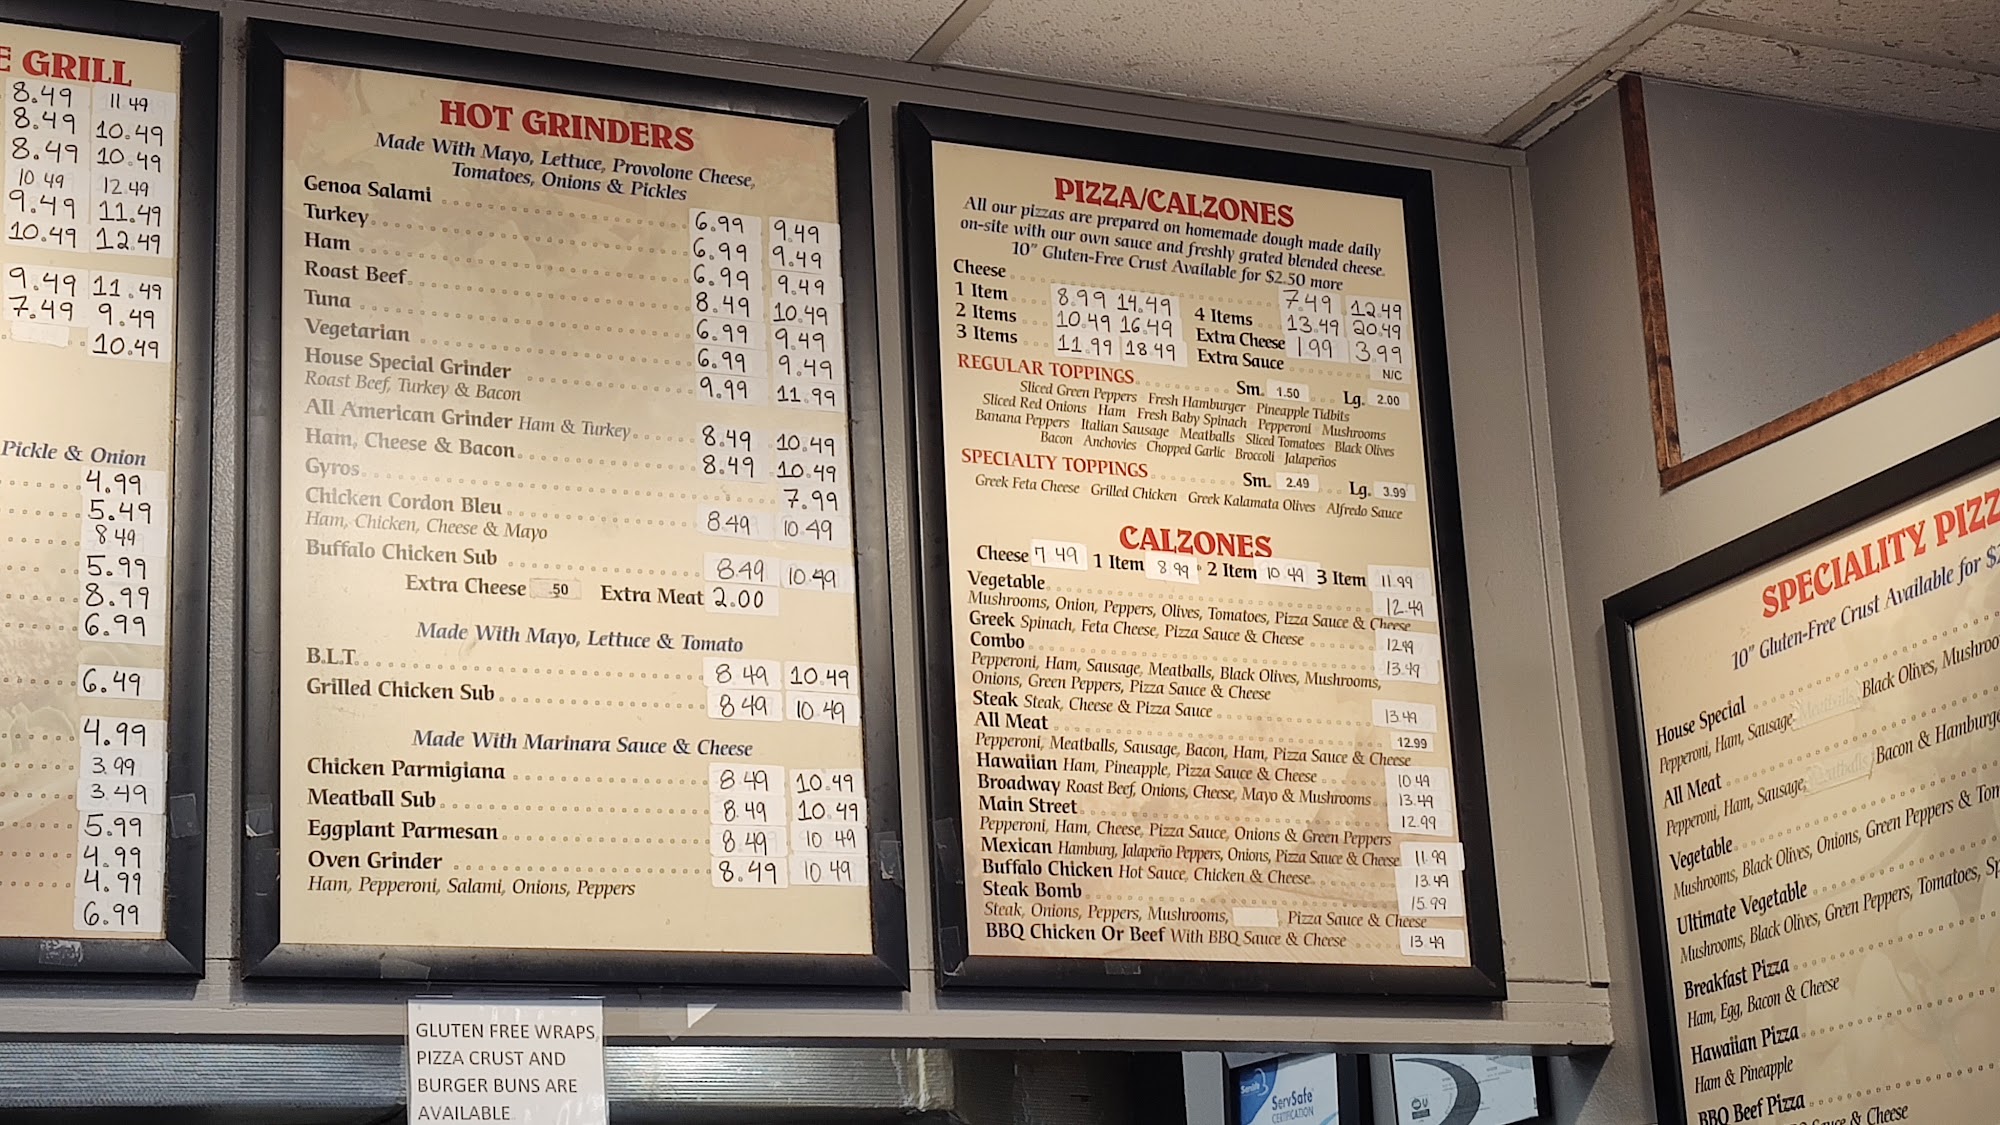 E GRILL
8.49 11 49
8.49 10.49
8.49 10.49
10 49 12 49
9.49 11.49
10.49 12.49
9.49 11.49
7.49 9.49
10.49
Pickle & Onion
4.99
5.49
8 49
5.99
8.99
6.99
6.49
4.99
3 99
3 49
5.99
4.99
4.99
6.99
HOT GRINDERS
Made With Mayo, Lettuce, Provolone Cheese,
Tomatoes, Onions & Pickles
Genoa Salami 6.99 9.49
Turkey 6.99 9.49
Ham 6.99 9.49
Roast Beef 8.49 10.49
Tuna 6.99 9.49
Vegetarian 6.99 9.49
House Special Grinder 9.99 11.99
Roast Beef, Turkey & Bacon
All American Grinder Ham & Turkey 8.49 10.49
Ham, Cheese & Bacon 8.49 10.49
Gyros 7.99
Chicken Cordon Bleu 8.49 10.49
Ham, Chicken, Cheese & Mayo
Buffalo Chicken Sub 8.49 10.49
Extra Cheese .50 Extra Meat 2.00
Made With Mayo, Lettuce & Tomato
B.L.T. 8 49 10.49
Grilled Chicken Sub 8 49 10.49
Made With Marinara Sauce & Cheese
Chicken Parmigiana 8 49 10.49
Meatball Sub 8.49 10.49
Eggplant Parmesan 8.49 10 49
Oven Grinder 8.49 10 49
Ham, Pepperoni, Salami, Onions, Peppers
GLUTEN FREE WRAPS,
PIZZA CRUST AND
BURGER BUNS ARE
AVAILABLE
PIZZA/CALZONES
All our pizzas are prepared on homemade dough made daily
on-site with our own sauce and freshly grated blended cheese.
10" Gluten-Free Crust Available for $2.50 more
Cheese 7.49 12.49
1 Item 8.99 14.49 4 Items 13.49 20.49
2 Items 10.49 16.49 Extra Cheese 1 99 3.99
3 Items 11.99 18.49 Extra Sauce N/C
REGULAR TOPPINGS Sm. 1.50 Lg. 2.00
Sliced Green Peppers Fresh Hamburger Pineapple Tidbits
Sliced Red Onions Ham Fresh Baby Spinach Pepperoni Mushrooms
Banana Peppers Italian Sausage Meatballs Sliced Tomatoes Black Olives
Bacon Anchovies Chopped Garlic Broccoli Jalapeños
SPECIALTY TOPPINGS Sm. 2.49 Lg. 3.99
Greek Feta Cheese Grilled Chicken Greek Kalamata Olives Alfredo Sauce
CALZONES
Cheese 7 49 1 Item 8 99 2 Item 10 49 3 Item 11.99
Vegetable 12.49
Mushrooms, Onion, Peppers, Olives, Tomatoes, Pizza Sauce & Cheese
Greek Spinach, Feta Cheese, Pizza Sauce & Cheese 12.99
Combo 13.49
Pepperoni, Ham, Sausage, Meatballs, Black Olives, Mushrooms,
Onions, Green Peppers, Pizza Sauce & Cheese
Steak Steak, Cheese & Pizza Sauce 13.49
All Meat 12.99
Pepperoni, Meatballs, Sausage, Bacon, Ham, Pizza Sauce & Cheese
Hawaiian Ham, Pineapple, Pizza Sauce & Cheese 10 49
Broadway Roast Beef, Onions, Cheese, Mayo & Mushrooms 13.49
Main Street 12.99
Pepperoni, Ham, Cheese, Pizza Sauce, Onions & Green Peppers
Mexican Hamburg, Jalapeño Peppers, Onions, Pizza Sauce & Cheese 11.99
Buffalo Chicken Hot Sauce, Chicken & Cheese 13.49
Steak Bomb 15.99
Steak, Onions, Peppers, Mushrooms, , Pizza Sauce & Cheese
BBQ Chicken Or Beef With BBQ Sauce & Cheese 13.49
ServSafe
CERTIFICATION
SPECIALITY PIZZ
10" Gluten-Free Crust Available for $2
House Special
Pepperoni, Ham, Sausage, Meatballs, Black Olives, Mushroo
All Meat
Pepperoni, Ham, Sausage, Meatballs, Bacon & Hamburge
Vegetable
Mushrooms, Black Olives, Onions, Green Peppers & Tom
Ultimate Vegetable
Mushrooms, Black Olives, Green Peppers, Tomatoes, Sp
Breakfast Pizza
Ham, Egg, Bacon & Cheese
Hawaiian Pizza
Ham & Pineapple
BBQ Beef Pizza
Sauce & Cheese